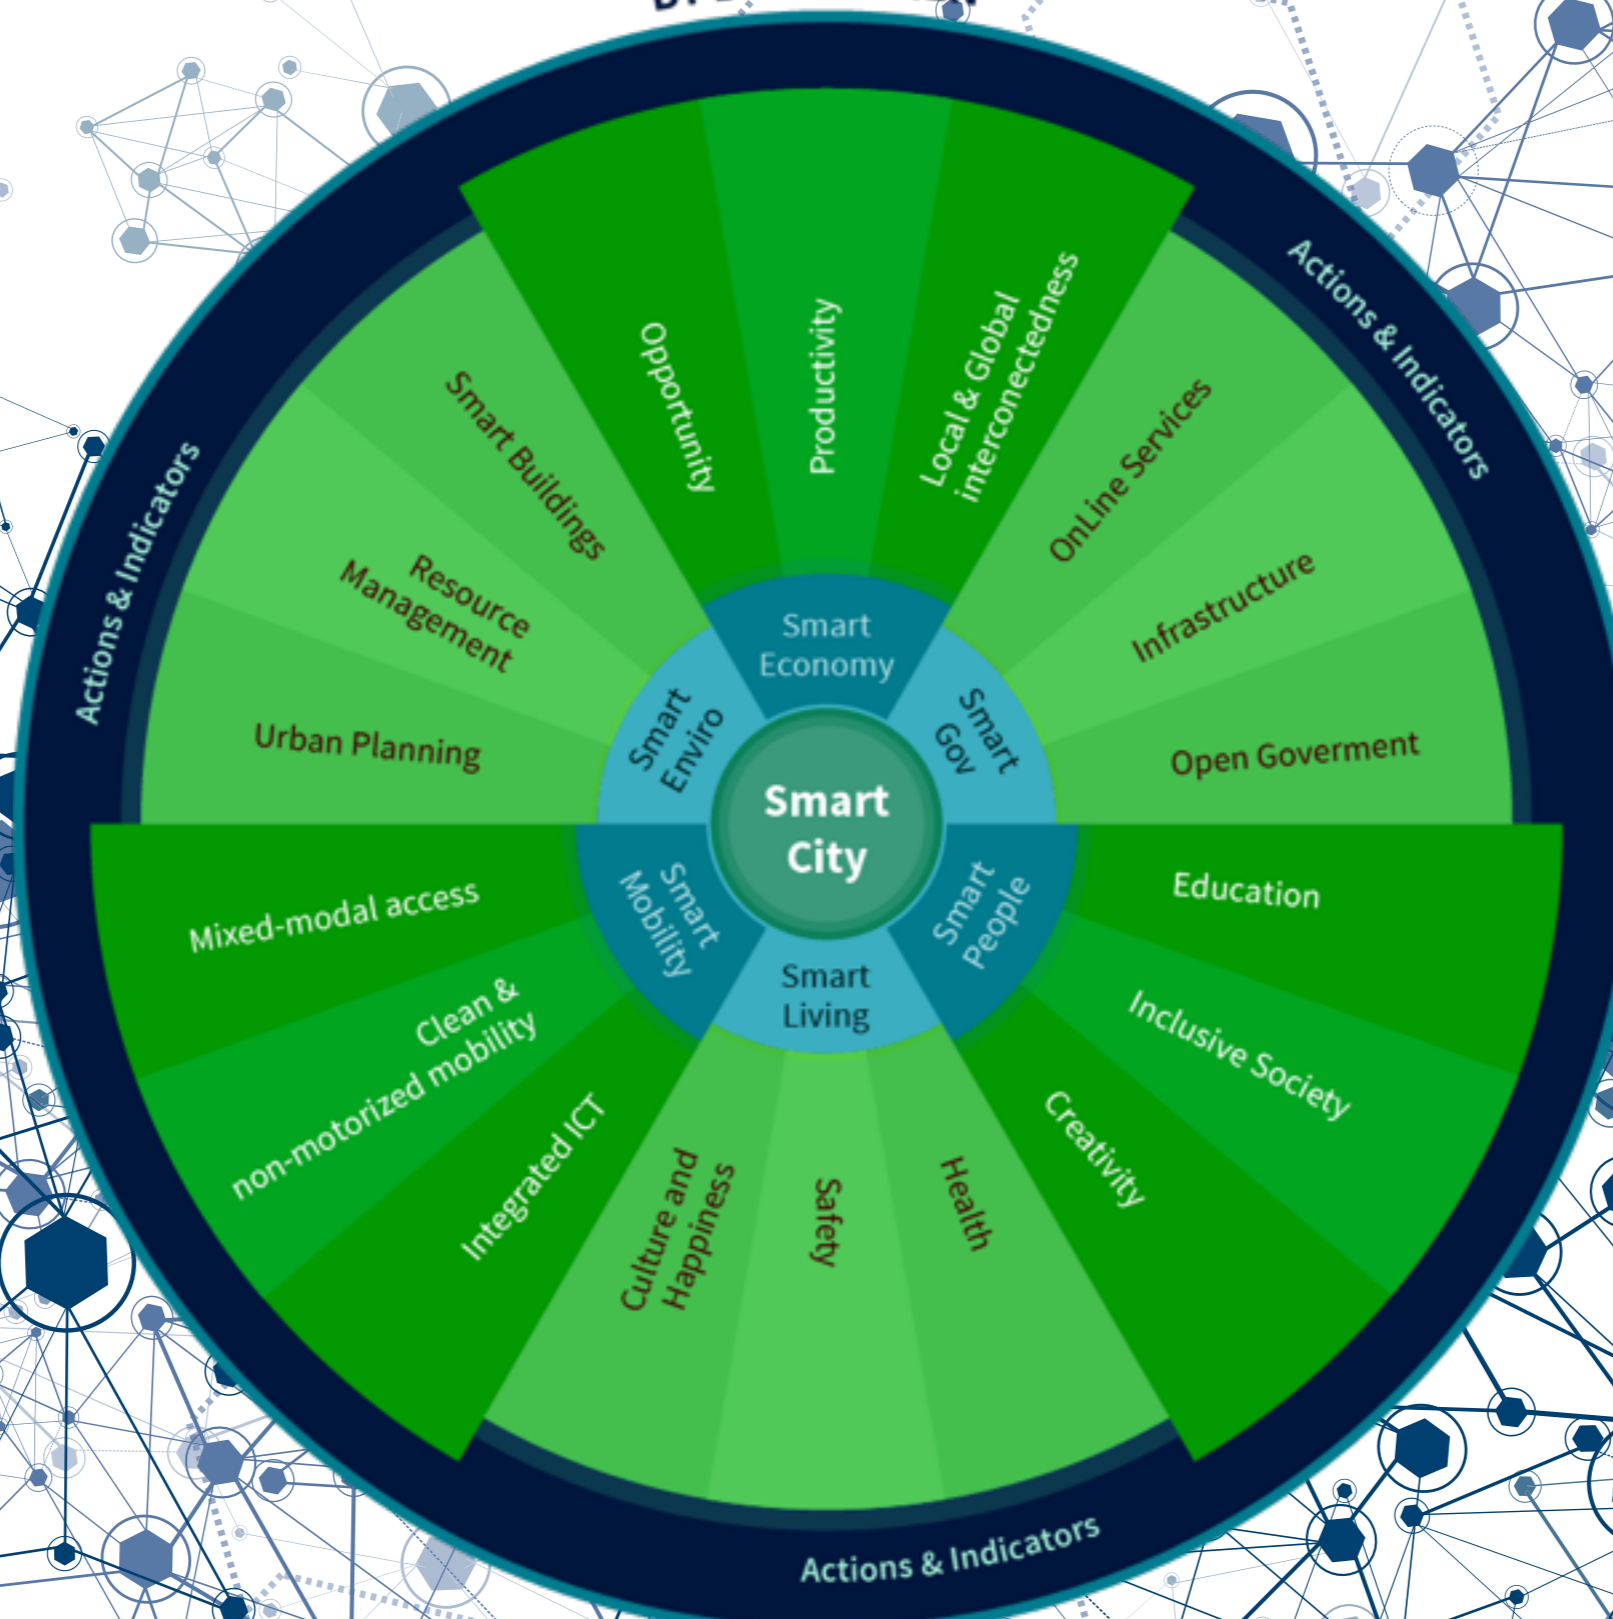 Smart
City
Smart
Economy
Opportunity
Productivity
Local & Global
interconectedness
Smart
Gov
OnLine Services
Infrastructure
Open Goverment
Smart
People
Education
Inclusive Society
Creativity
Smart
Living
Health
Safety
Culture and
Happiness
Smart
Mobility
Integrated ICT
Clean &
non-motorized mobility
Mixed-modal access
Smart
Enviro
Urban Planning
Resource
Management
Smart Buildings
Actions & Indicators
Actions & Indicators
Actions & Indicators